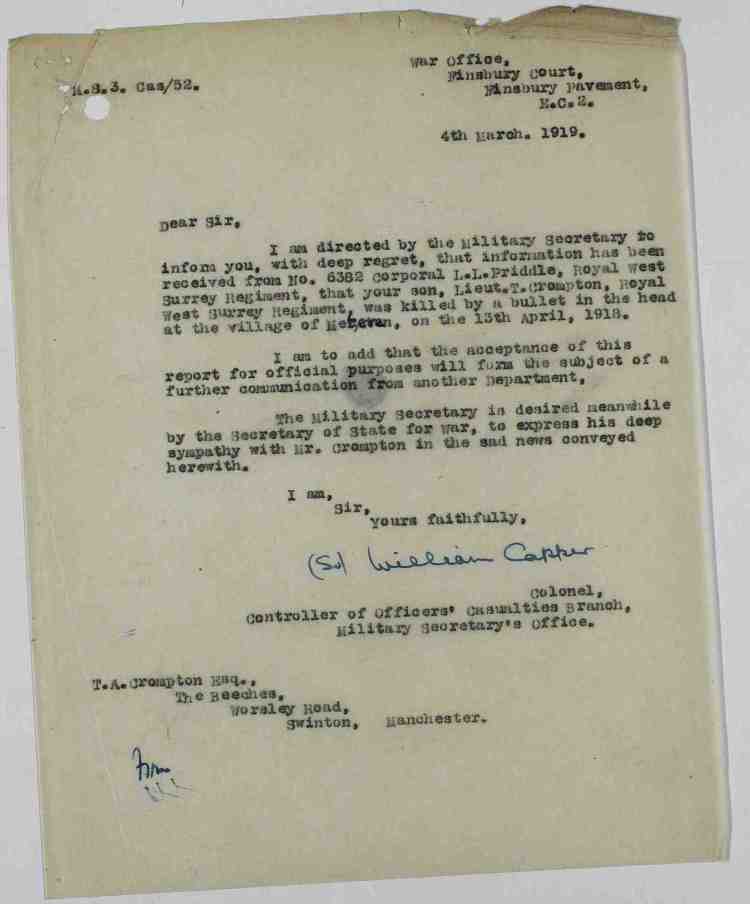 M.S.3. Cas/52.
War Office,
Finsbury Court,
Finsbury Pavement,
E.C.2.
4th March. 1919.
Dear Sir,
I am directed by the Military Secretary to
inform you, with deep regret, that information has been
received from No. 6382 Corporal L.L.Priddle, Royal West
Surrey Regiment, that your son, Lieut.T.Crompton, Royal
West Surrey Regiment, was killed by a bullet in the head
at the village of , on the 13th April, 1918.
I am to add that the acceptance of this
report for official purposes will form the subject of a
further communication from another Department.
The Military Secretary is desired meanwhile
by the Secretary of State for War, to express his deep
sympathy with Mr. Crompton in the sad news conveyed
herewith.
I am,
Sir,
Yours faithfully,
(Sd) William Capper
Colonel,
Controller of Officers' Casualties Branch,
Military Secretary's Office.
T.A.Crompton Esq.,
The Beeches,
Worsley Road,
Swinton, Manchester.